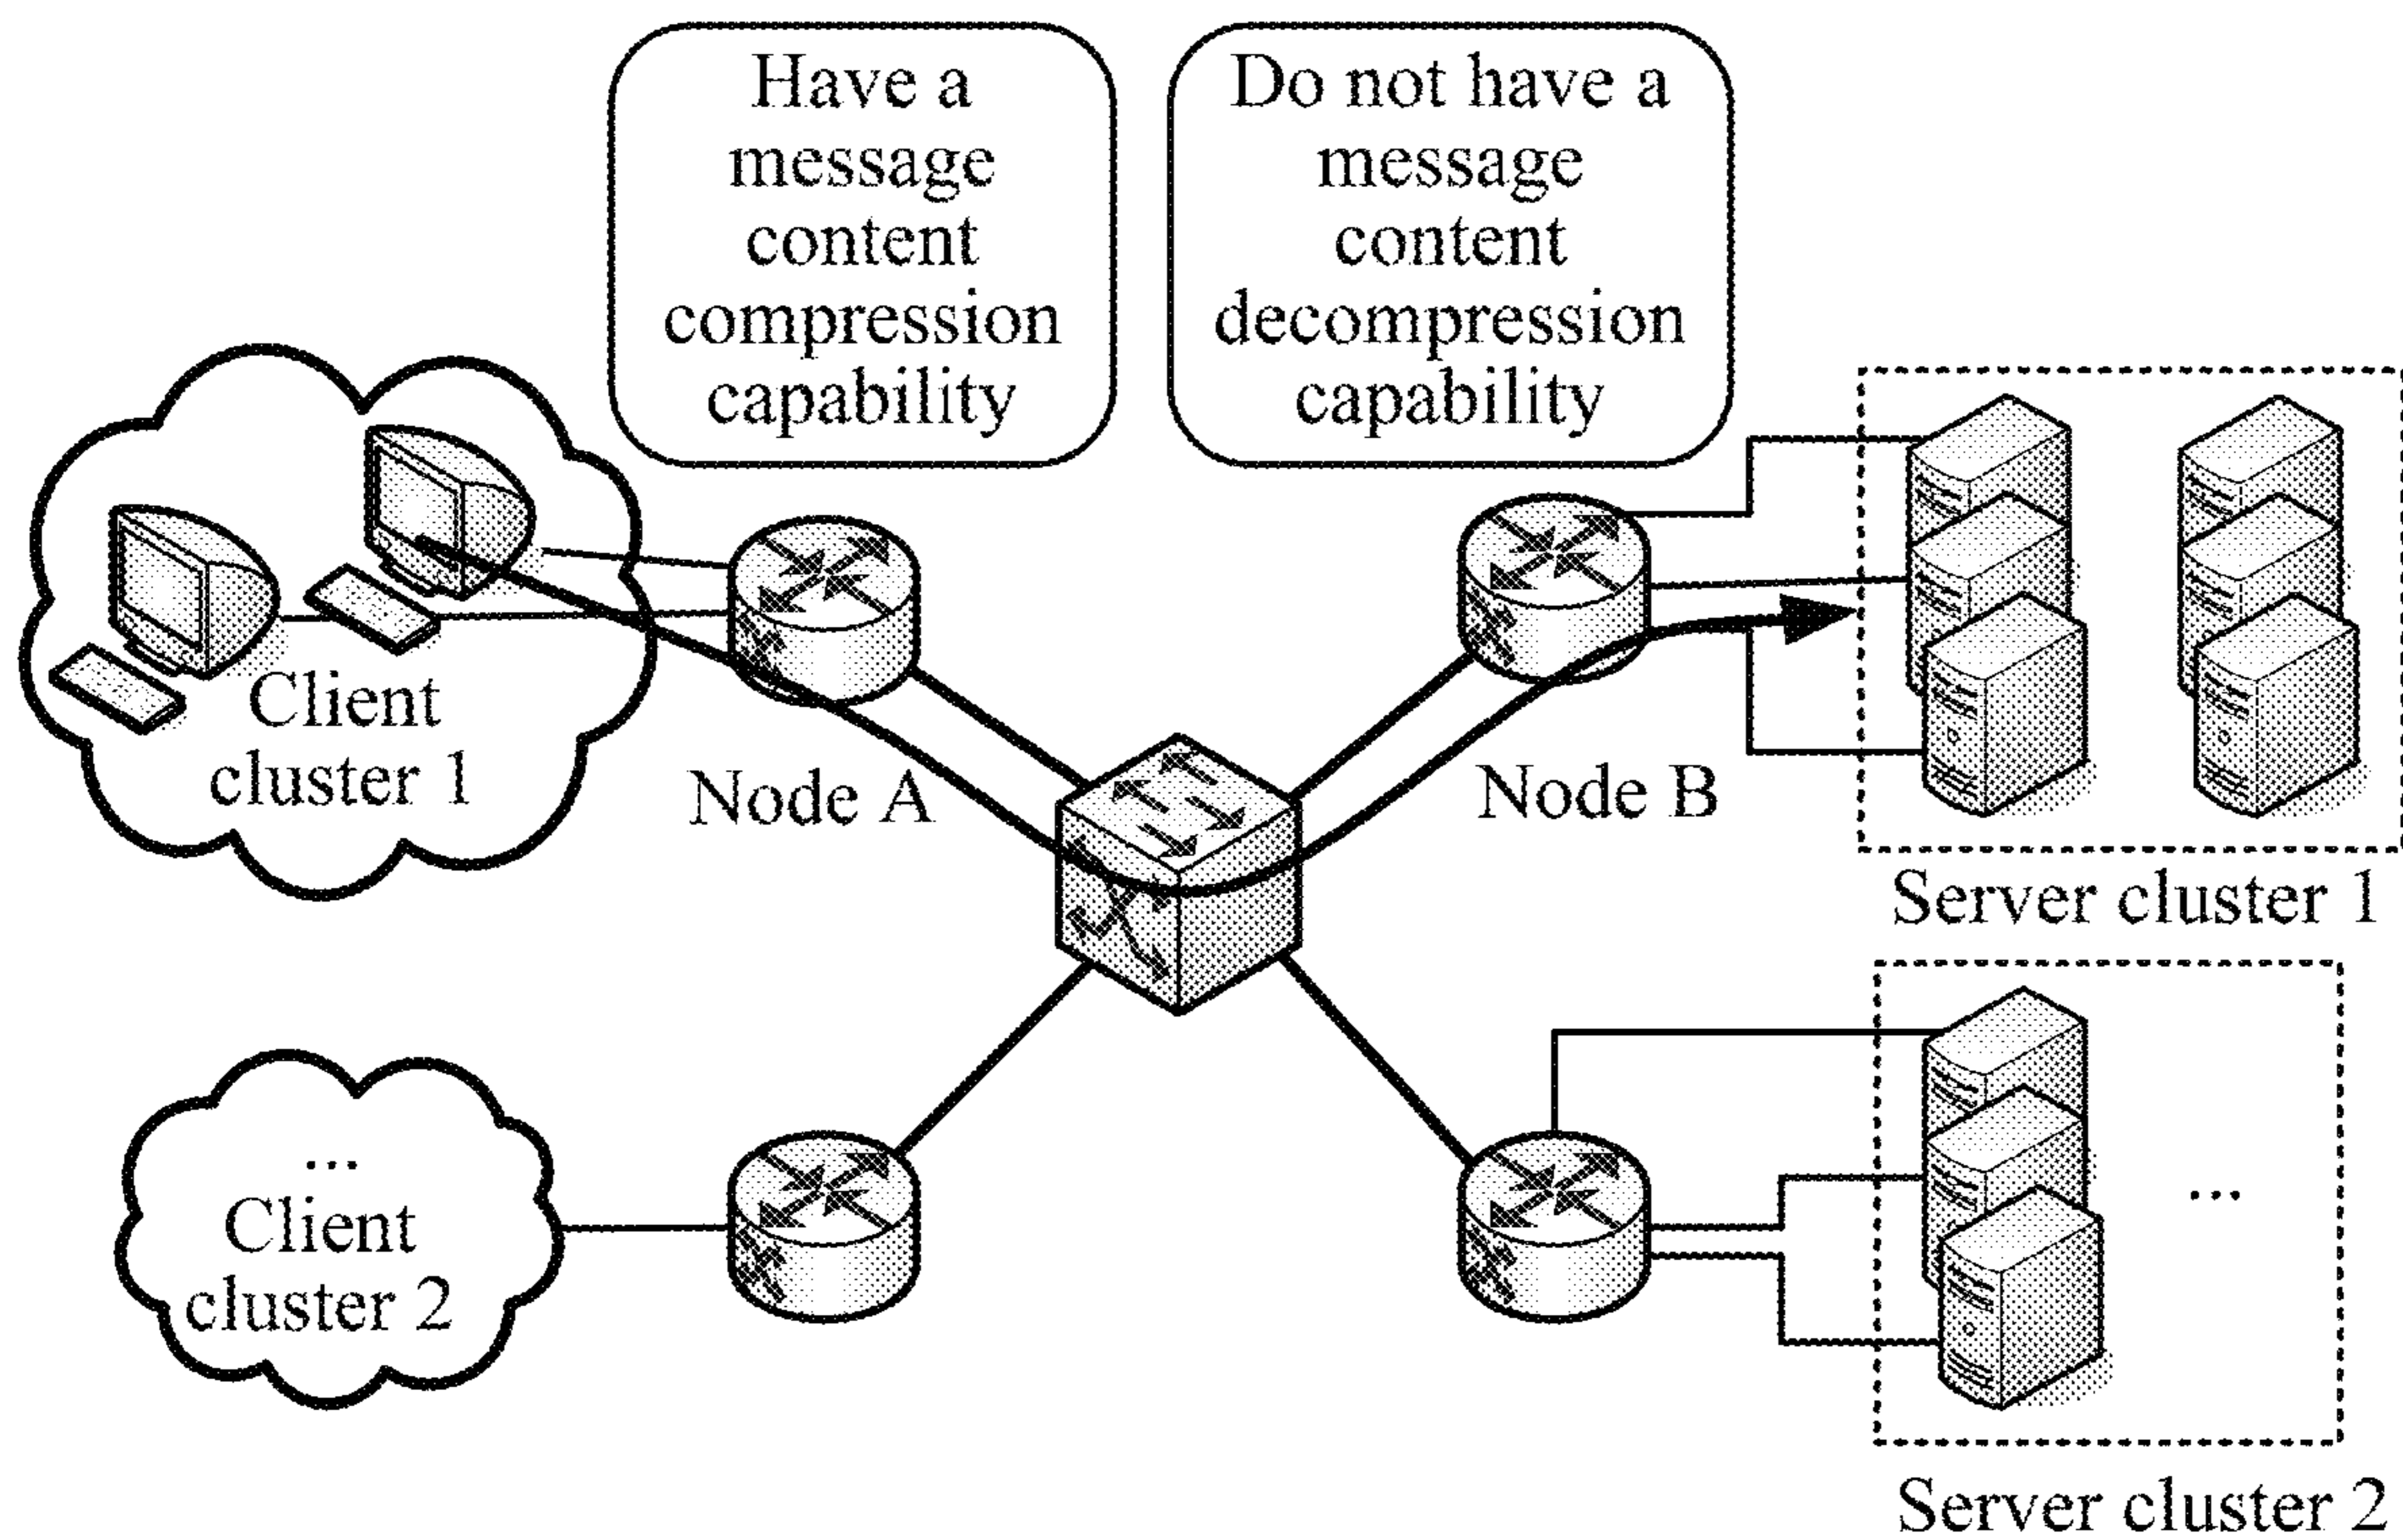 Have a
message
content
compression
capability
Do not have a
message
content
decompression
capability
Client
cluster 1
Node A
Node B
Server cluster 1
...
Client
cluster 2
...
Server cluster 2